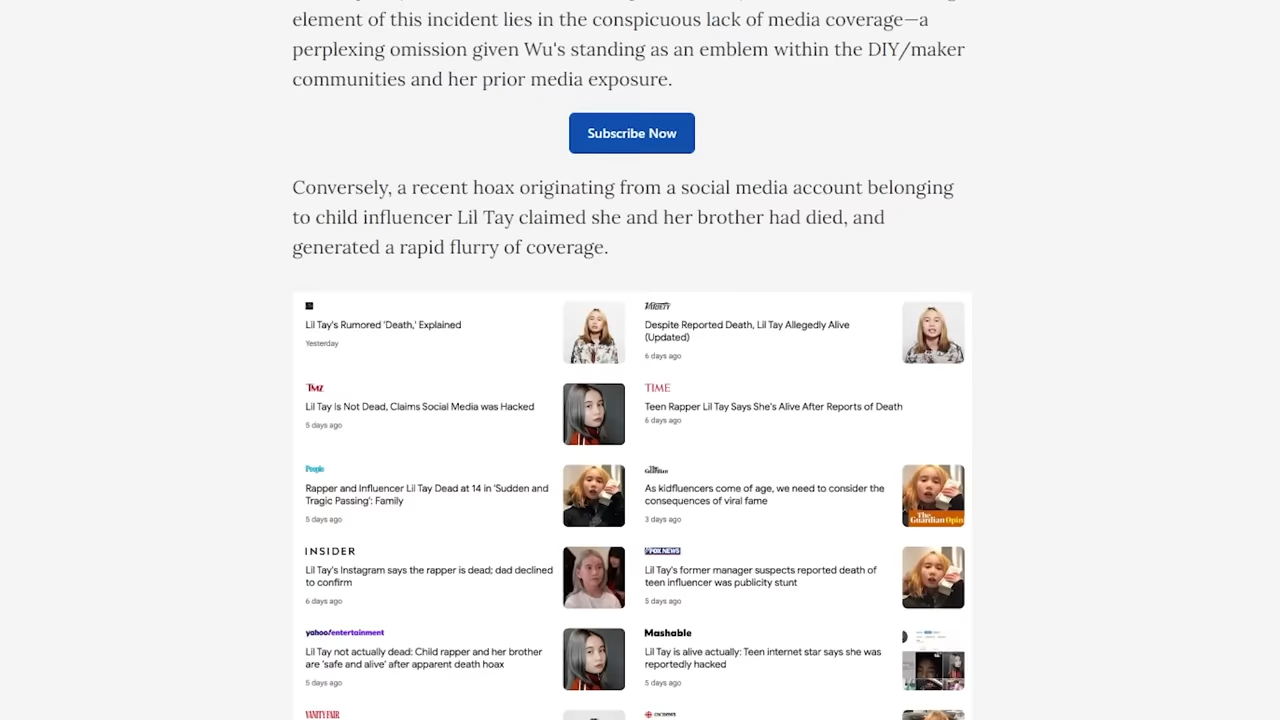 element of this incident lies in the conspicuous lack of media coverage—a
perplexing omission given Wu's standing as an emblem within the DIY/maker
communities and her prior media exposure.
Subscribe Now
Conversely, a recent hoax originating from a social media account belonging
to child influencer Lil Tay claimed she and her brother had died, and
generated a rapid flurry of coverage.
Lil Tay's Rumored 'Death,' Explained
Yesterday
VARIETY
Despite Reported Death, Lil Tay Allegedly Alive
(Updated)
6 days ago
TMZ
Lil Tay Is Not Dead, Claims Social Media was Hacked
5 days ago
TIME
Teen Rapper Lil Tay Says She's Alive After Reports of Death
6 days ago
People
Rapper and Influencer Lil Tay Dead at 14 in 'Sudden and
Tragic Passing': Family
5 days ago
The
Guardian
As kidfluencers come of age, we need to consider the
consequences of viral fame
3 days ago
The
Guardian Opin
INSIDER
Lil Tay's Instagram says the rapper is dead; dad declined
to confirm
6 days ago
FOX NEWS
Lil Tay's former manager suspects reported death of
teen influencer was publicity stunt
5 days ago
yahoo!entertainment
Lil Tay not actually dead: Child rapper and her brother
are 'safe and alive' after apparent death hoax
5 days ago
Mashable
Lil Tay is alive actually: Teen internet star says she was
reportedly hacked
5 days ago
VANITY FAIR
CBC NEWS